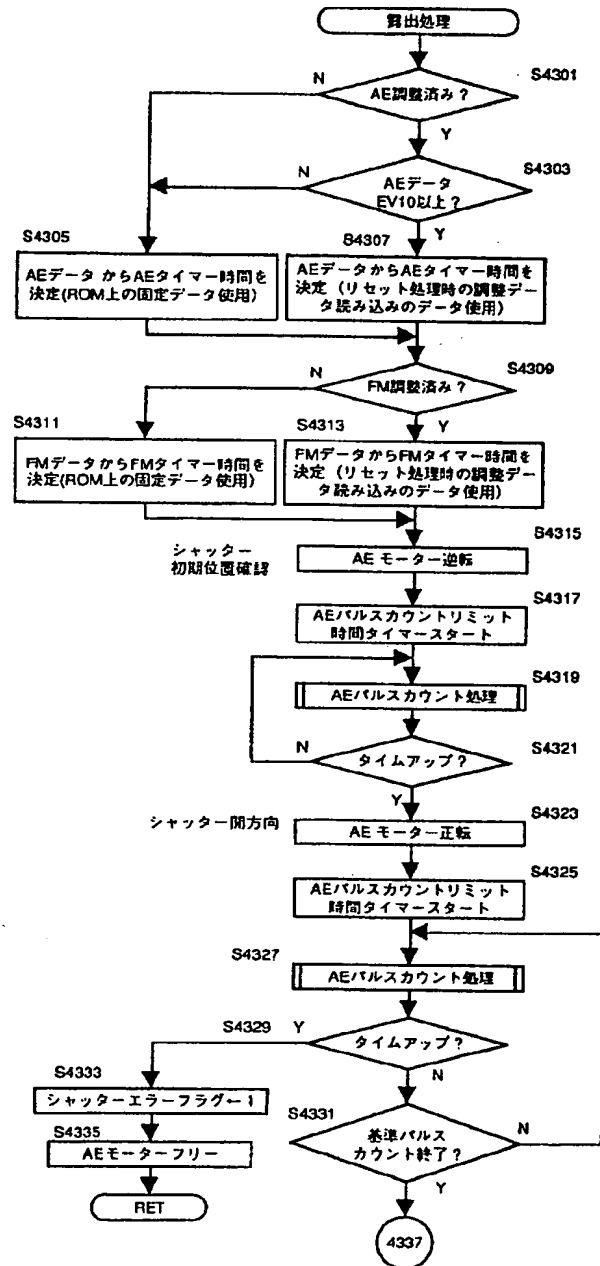 露出処理
S4301
N
AE調整済み?
Y
S4303
N
AEデータ
EV10以上?
S4305
S4307
Y
AEデータからAEタイマー時間を
決定(ROM上の固定データ使用)
AEデータからAEタイマー時間を
決定(リセット処理時の調整デー
タ読み込みのデータ使用)
S4309
N
FM調整済み?
S4311
S4313
Y
FMデータからFMタイマー時間を
決定(ROM上の固定データ使用)
FMデータからFMタイマー時間を
決定(リセット処理時の調整デー
タ読み込みのデータ使用)
S4315
シャッター
初期位置確認
AEモーター逆転
S4317
AEパルスカウントリミット
時間タイマースタート
S4319
AEパルスカウント処理
S4321
N
タイムアップ?
Y
S4323
シャッター開方向
AEモーター正転
S4325
AEパルスカウントリミット
時間タイマースタート
S4327
AEパルスカウント処理
S4329
Y
タイムアップ?
N
S4333
シャッターエラーフラグ←1
S4331
N
基準パルス
カウント終了?
S4335
AEモーターフリー
Y
RET
4337